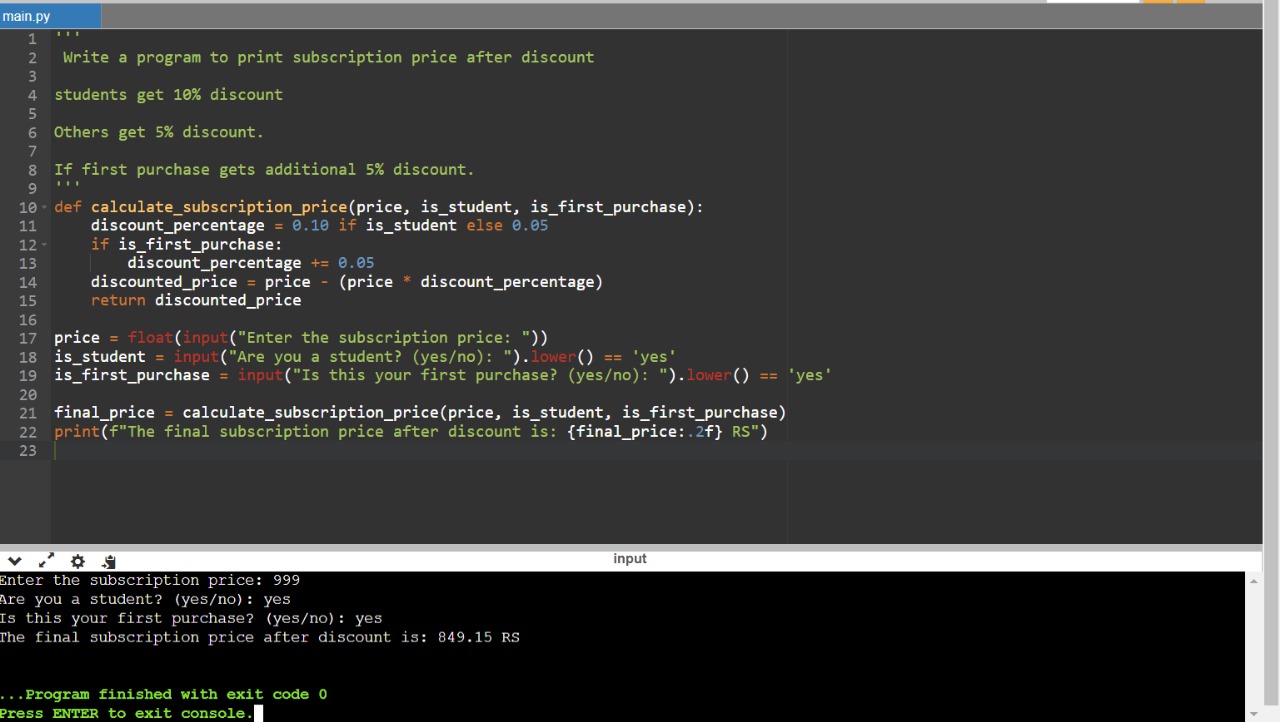 main.py
1 '''
2  Write a program to print subscription price after discount
3
4 students get 10% discount
5
6 Others get 5% discount.
7
8 If first purchase gets additional 5% discount.
9 '''
10 def calculate_subscription_price(price, is_student, is_first_purchase):
11     discount_percentage = 0.10 if is_student else 0.05
12     if is_first_purchase:
13         discount_percentage += 0.05
14     discounted_price = price - (price * discount_percentage)
15     return discounted_price
16
17 price = float(input("Enter the subscription price: "))
18 is_student = input("Are you a student? (yes/no): ").lower() == 'yes'
19 is_first_purchase = input("Is this your first purchase? (yes/no): ").lower() == 'yes'
20
21 final_price = calculate_subscription_price(price, is_student, is_first_purchase)
22 print(f"The final subscription price after discount is: {final_price:.2f} RS")
23
input
Enter the subscription price: 999
Are you a student? (yes/no): yes
Is this your first purchase? (yes/no): yes
The final subscription price after discount is: 849.15 RS
...Program finished with exit code 0
Press ENTER to exit console.